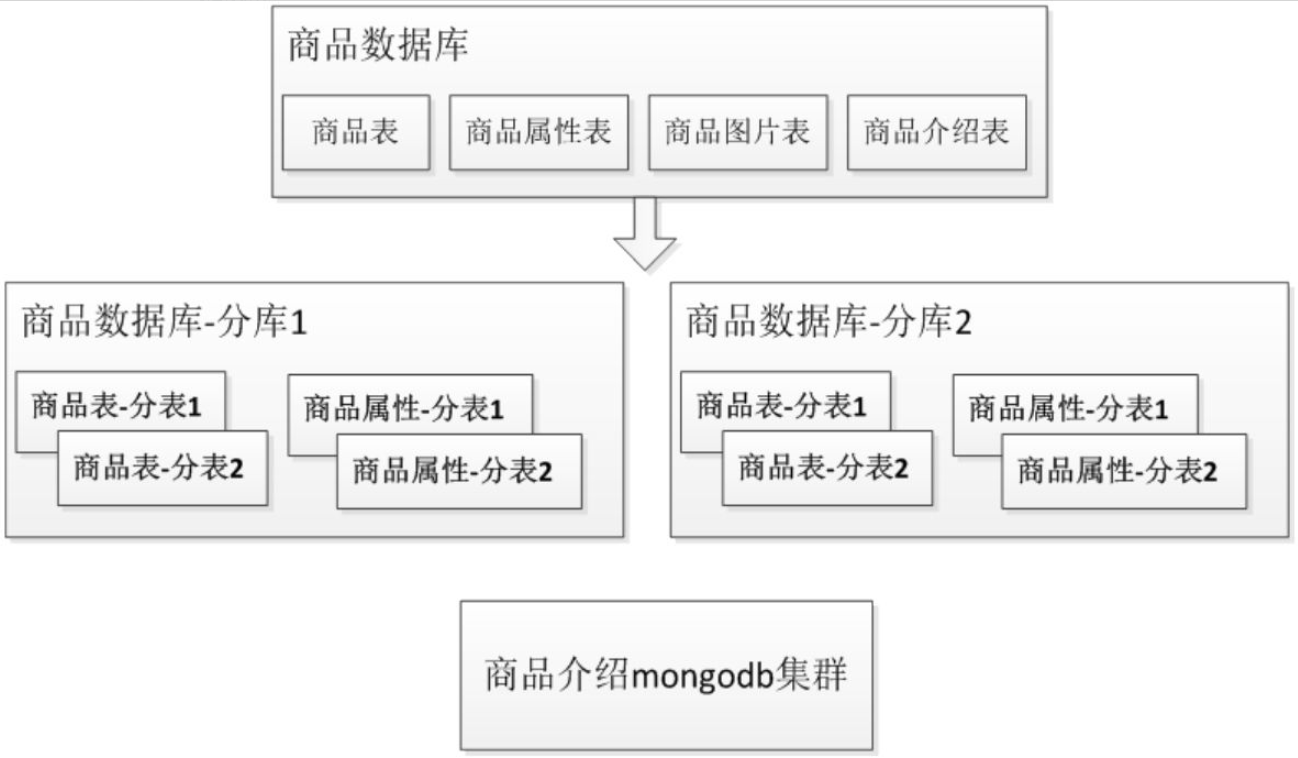 商品数据库
商品表
商品属性表
商品图片表
商品介绍表
商品数据库-分库1
商品表-分表1
商品属性-分表1
商品表-分表2
商品属性-分表2
商品数据库-分库2
商品表-分表1
商品属性-分表1
商品表-分表2
商品属性-分表2
商品介绍mongodb集群